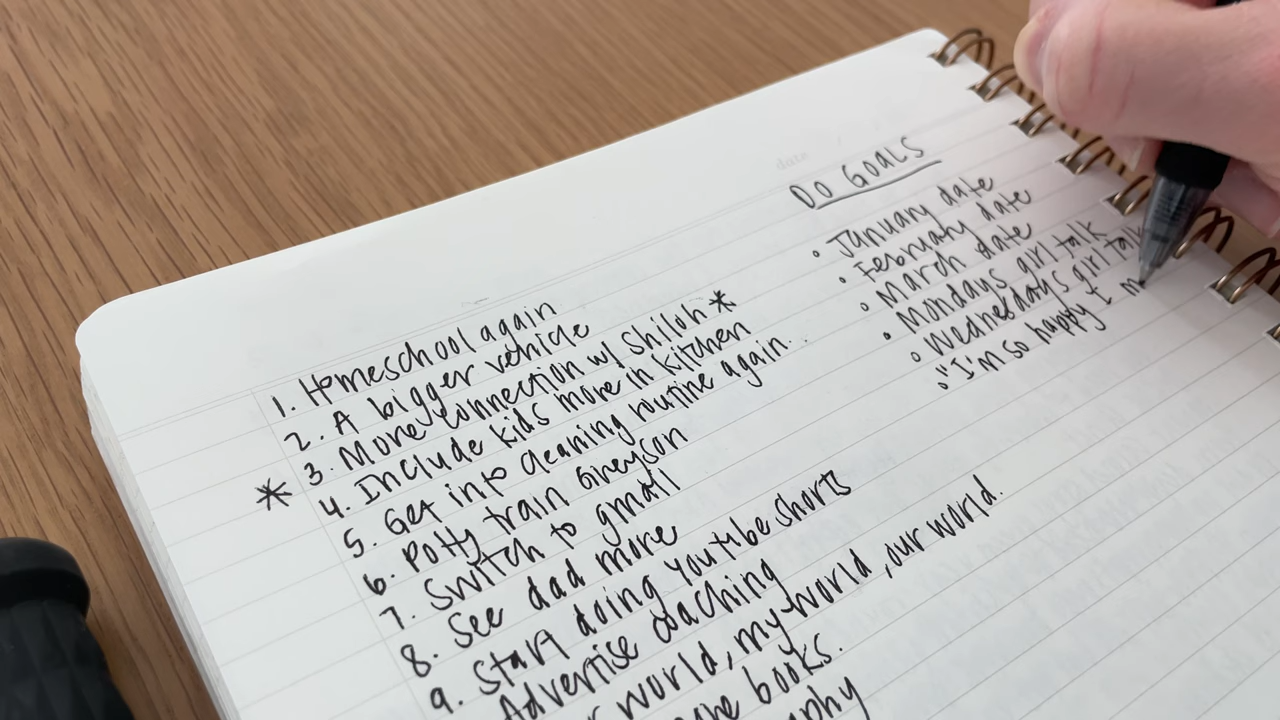 date
1. Homeschool again
2. A bigger vehicle
* 3. More connection w/ Shiloh *
4. Include kids more in kitchen
5. Get into cleaning routine again.
6. Potty train Greyson
7. Switch to gmail
8. See dad more
9. Start doing YouTube shorts
Advertise coaching
world, my world, our world.
books.
DO GOALS
• January date
• February date
• March date
• Mondays girl talk
• Wednesdays girl talk
• "I'm so happy I